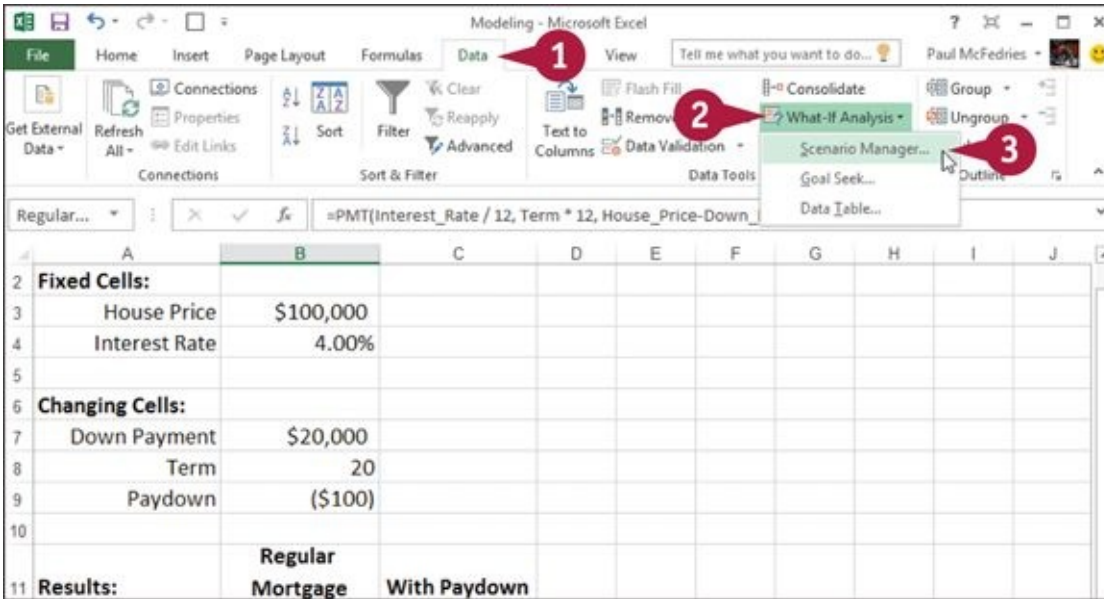 Modeling - Microsoft Excel
File Home Insert Page Layout Formulas Data 1 View Tell me what you want to do... Paul McFedries
Get External Data
Refresh All
Connections
Properties
Edit Links
Connections
Sort
Filter
Clear
Reapply
Advanced
Sort & Filter
Text to Columns
Flash Fill
Data Validation
Data Tools
Consolidate
2 What-If Analysis
Scenario Manager... 3
Goal Seek...
Data Table...
Group
Ungroup
Outline
Regular... fx =PMT(Interest_Rate / 12, Term * 12, House_Price-Down_
A B C D E F G H I J
2 Fixed Cells:
3 House Price $100,000
4 Interest Rate 4.00%
5
6 Changing Cells:
7 Down Payment $20,000
8 Term 20
9 Paydown ($100)
10
Regular
11 Results: Mortgage With Paydown